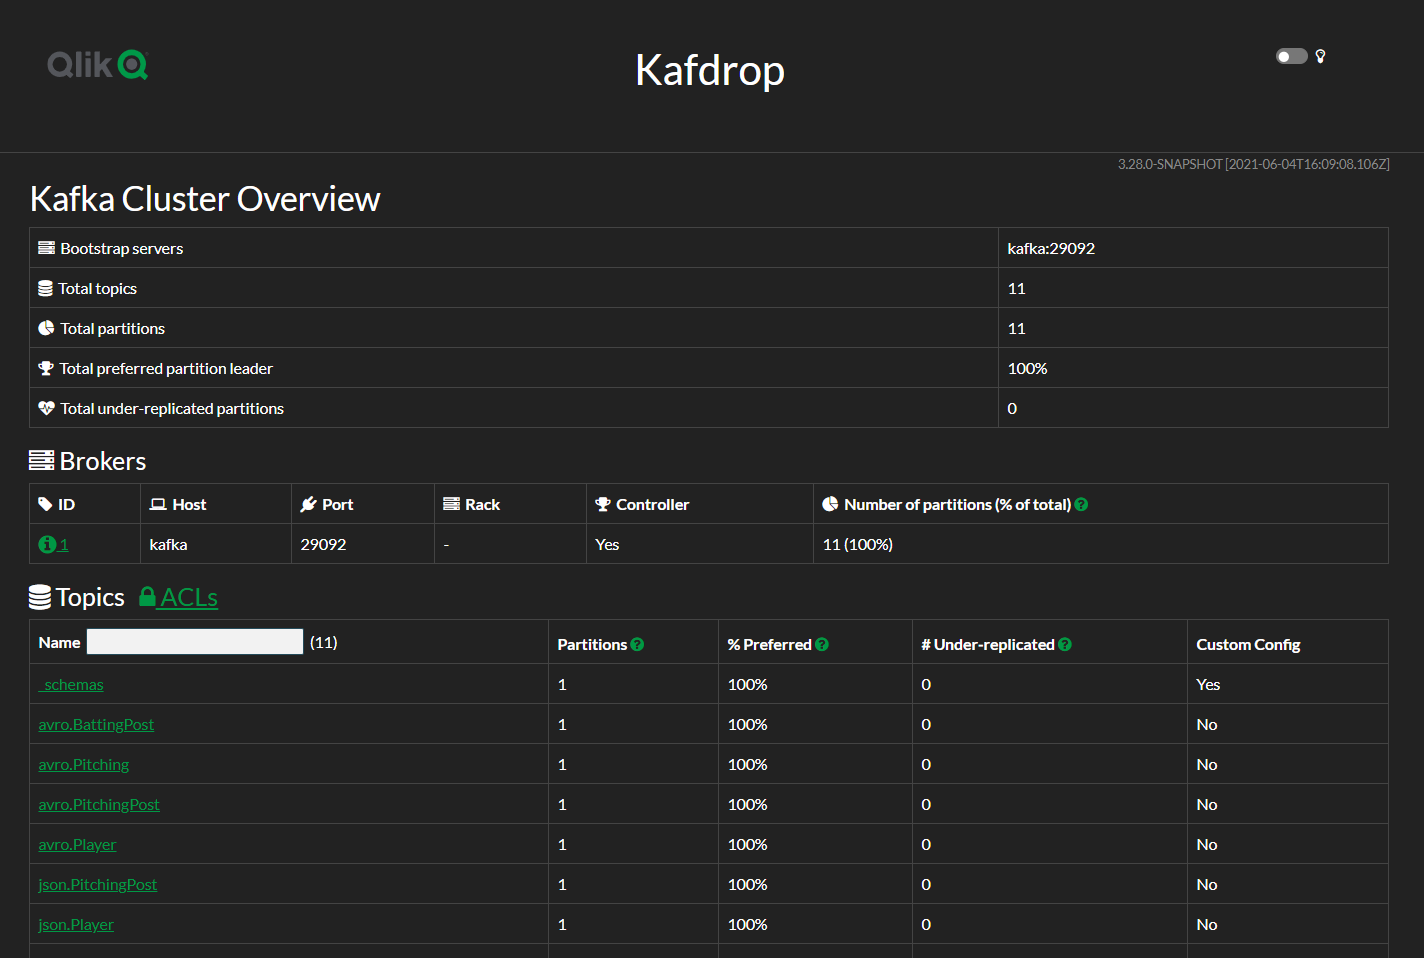 Qlik
Kafdrop
3.28.0-SNAPSHOT [2021-06-04T16:09:08.106Z]
Kafka Cluster Overview
Bootstrap servers kafka:29092
Total topics 11
Total partitions 11
Total preferred partition leader 100%
Total under-replicated partitions 0
Brokers
ID Host Port Rack Controller Number of partitions (% of total)
1 kafka 29092 - Yes 11 (100%)
Topics ACLs
Name (11) Partitions % Preferred # Under-replicated Custom Config
_schemas 1 100% 0 Yes
avro.BattingPost 1 100% 0 No
avro.Pitching 1 100% 0 No
avro.PitchingPost 1 100% 0 No
avro.Player 1 100% 0 No
json.PitchingPost 1 100% 0 No
json.Player 1 100% 0 No